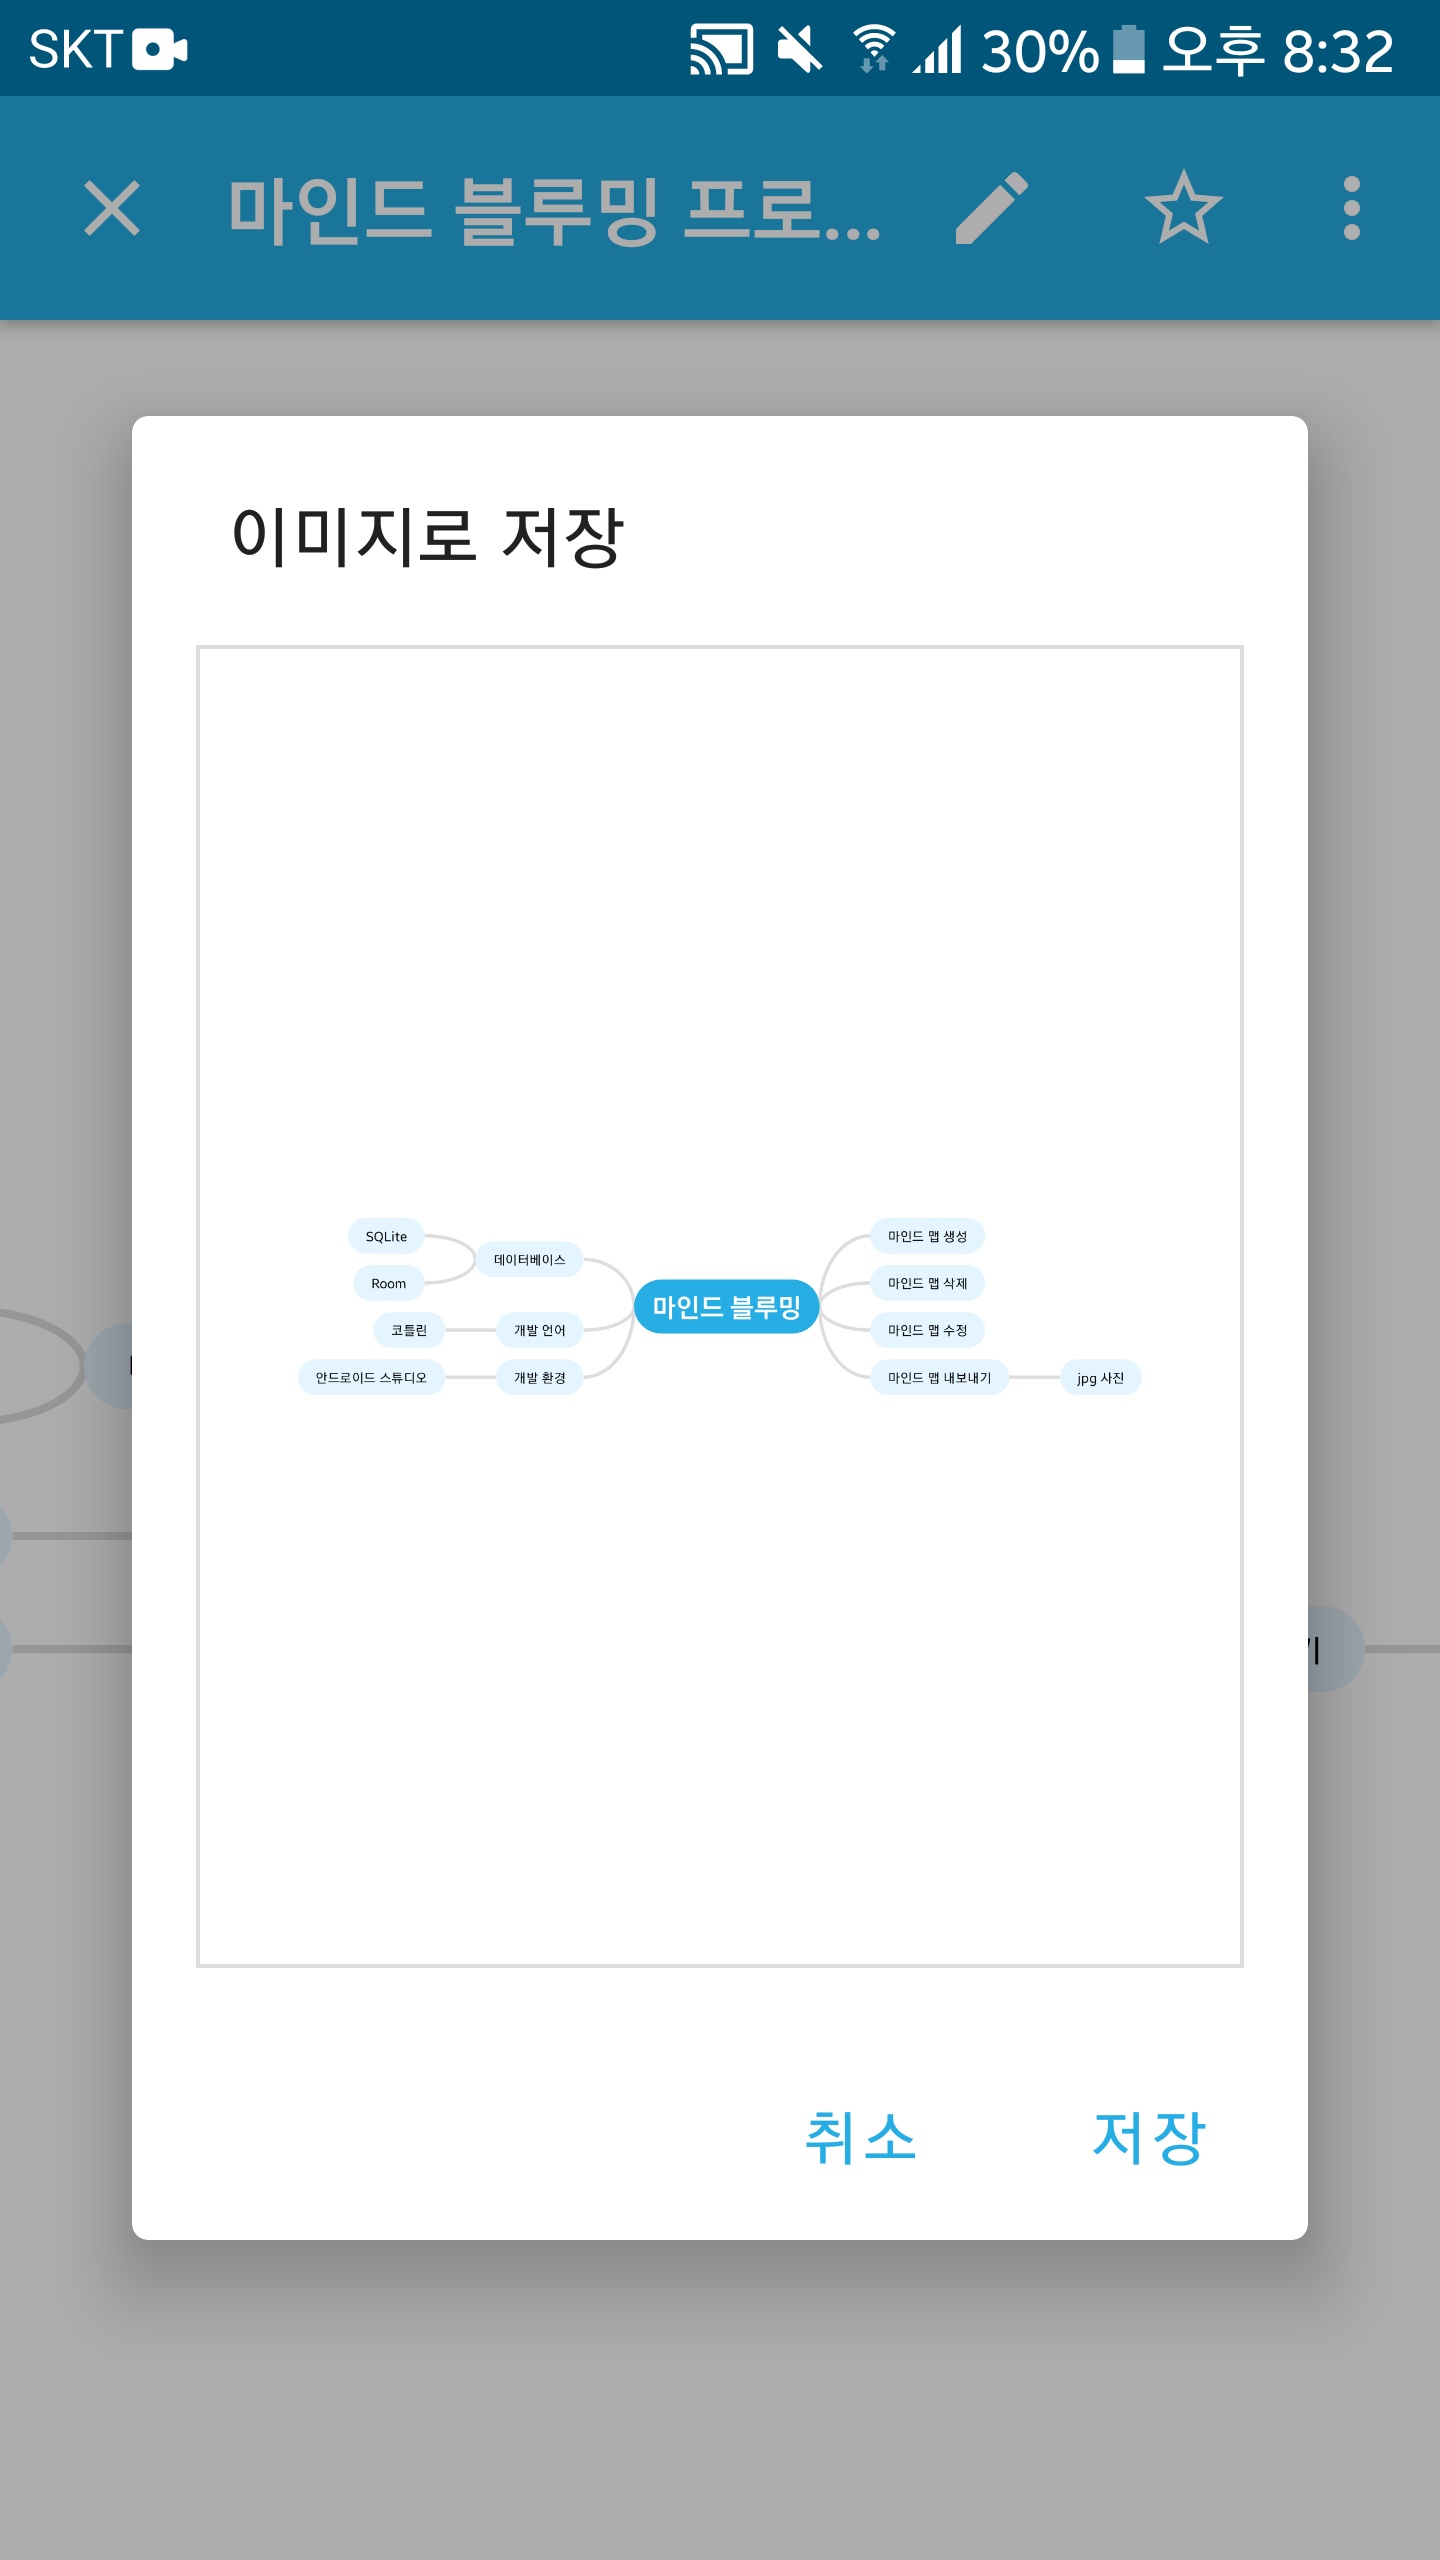 SKT 30% 오후 8:32
마인드 블루밍 프로...
이미지로 저장
SQLite
Room
데이터베이스
코틀린
개발 언어
안드로이드 스튜디오
개발 환경
마인드 블루밍
마인드 맵 생성
마인드 맵 삭제
마인드 맵 수정
마인드 맵 내보내기
jpg 사진
기
취소 저장